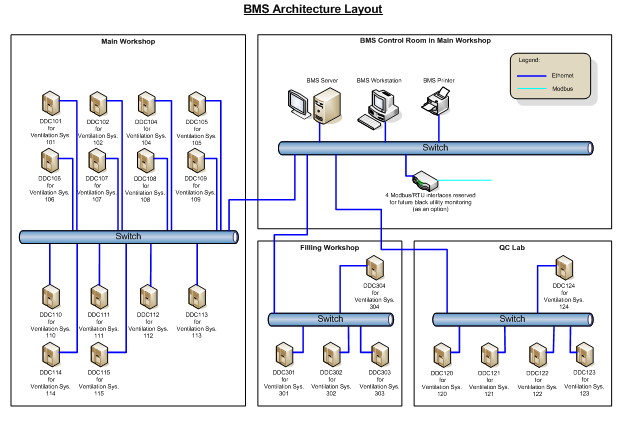 BMS Architecture Layout
Main Workshop
DDC101
for
Ventilation Sys.
101
DDC102
for
Ventilation Sys.
102
DDC104
for
Ventilation Sys.
104
DDC105
for
Ventilation Sys.
105
DDC106
for
Ventilation Sys.
106
DDC107
for
Ventilation Sys.
107
DDC108
for
Ventilation Sys.
108
DDC109
for
Ventilation Sys.
109
Switch
DDC110
for
Ventilation Sys.
110
DDC111
for
Ventilation Sys.
111
DDC112
for
Ventilation Sys.
112
DDC113
for
Ventilation Sys.
113
DDC114
for
Ventilation Sys.
114
DDC115
for
Ventilation Sys.
115
BMS Control Room in Main Workshop
Legend:
Ethernet
Modbus
BMS Server
BMS Workstation
BMS Printer
Switch
4 Modbus/RTU interfaces reserved
for future black utility monitoring
(as an option)
Filling Workshop
DDC304
for
Ventilation Sys.
304
Switch
DDC301
for
Ventilation Sys.
301
DDC302
for
Ventilation Sys.
302
DDC303
for
Ventilation Sys.
303
QC Lab
DDC124
for
Ventilation Sys.
124
Switch
DDC120
for
Ventilation Sys.
120
DDC121
for
Ventilation Sys.
121
DDC122
for
Ventilation Sys.
122
DDC123
for
Ventilation Sys.
123